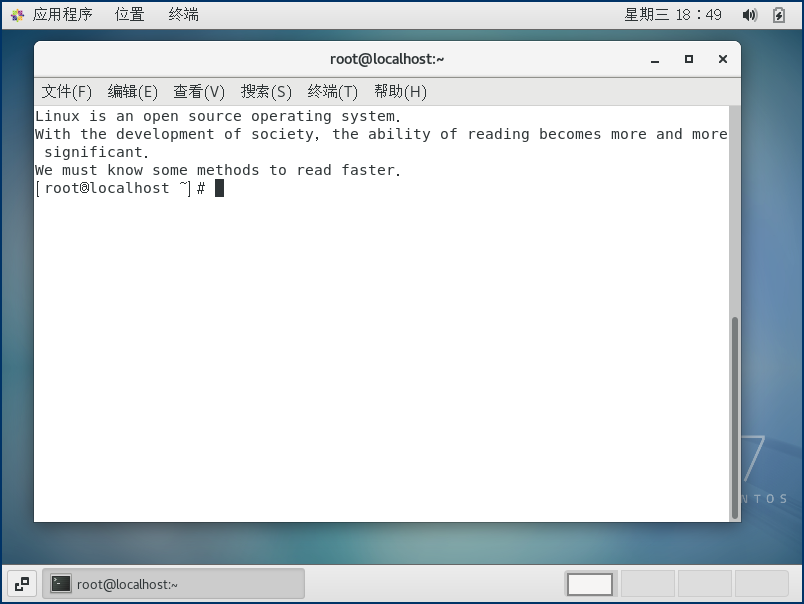 应用程序 位置 终端 星期三 18：49
root@localhost:~
文件(F) 编辑(E) 查看(V) 搜索(S) 终端(T) 帮助(H)
Linux is an open source operating system.
With the development of society, the ability of reading becomes more and more
significant.
We must know some methods to read faster.
[root@localhost ~]#
7
NTOS
root@localhost:~